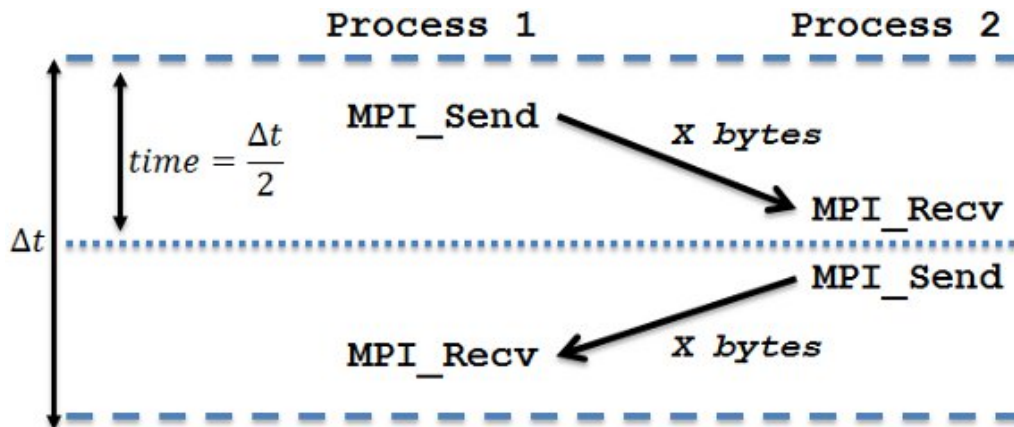 Process 1 Process 2
MPI_Send
X bytes
time = Δt/2
MPI_Recv
Δt
MPI_Send
X bytes
MPI_Recv